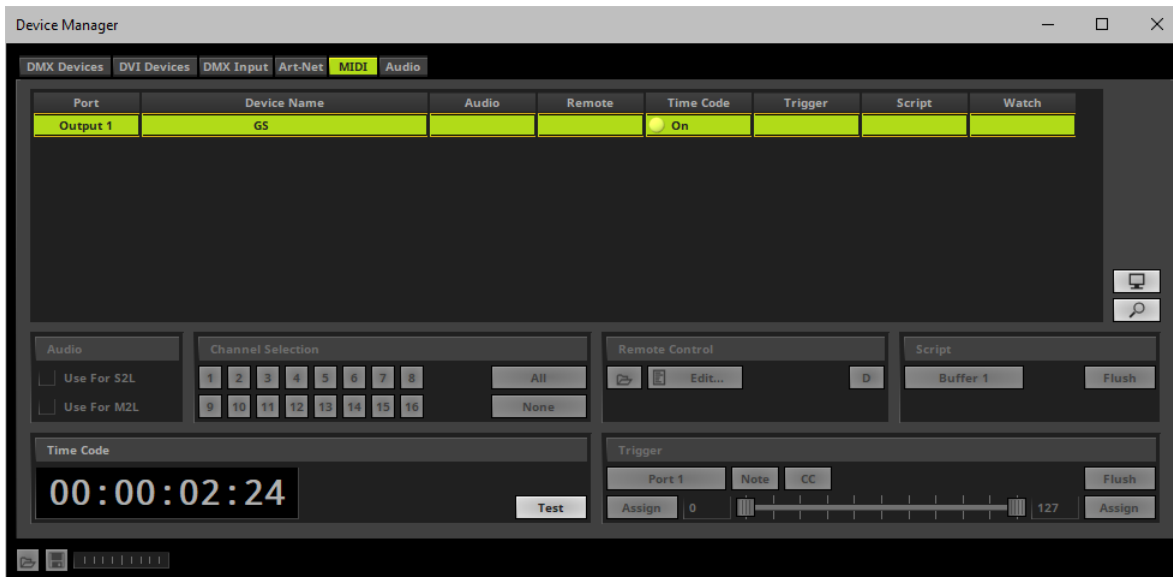 Device Manager
DMX Devices DVI Devices DMX Input Art-Net MIDI Audio
Port Device Name Audio Remote Time Code Trigger Script Watch
Output 1 GS On
Audio Channel Selection Remote Control Script
Use For S2L 1 2 3 4 5 6 7 8 All Edit... D Buffer 1 Flush
Use For M2L 9 10 11 12 13 14 15 16 None
Time Code Trigger
Port 1 Note CC Flush
00:00:02:24 Test Assign 0 127 Assign